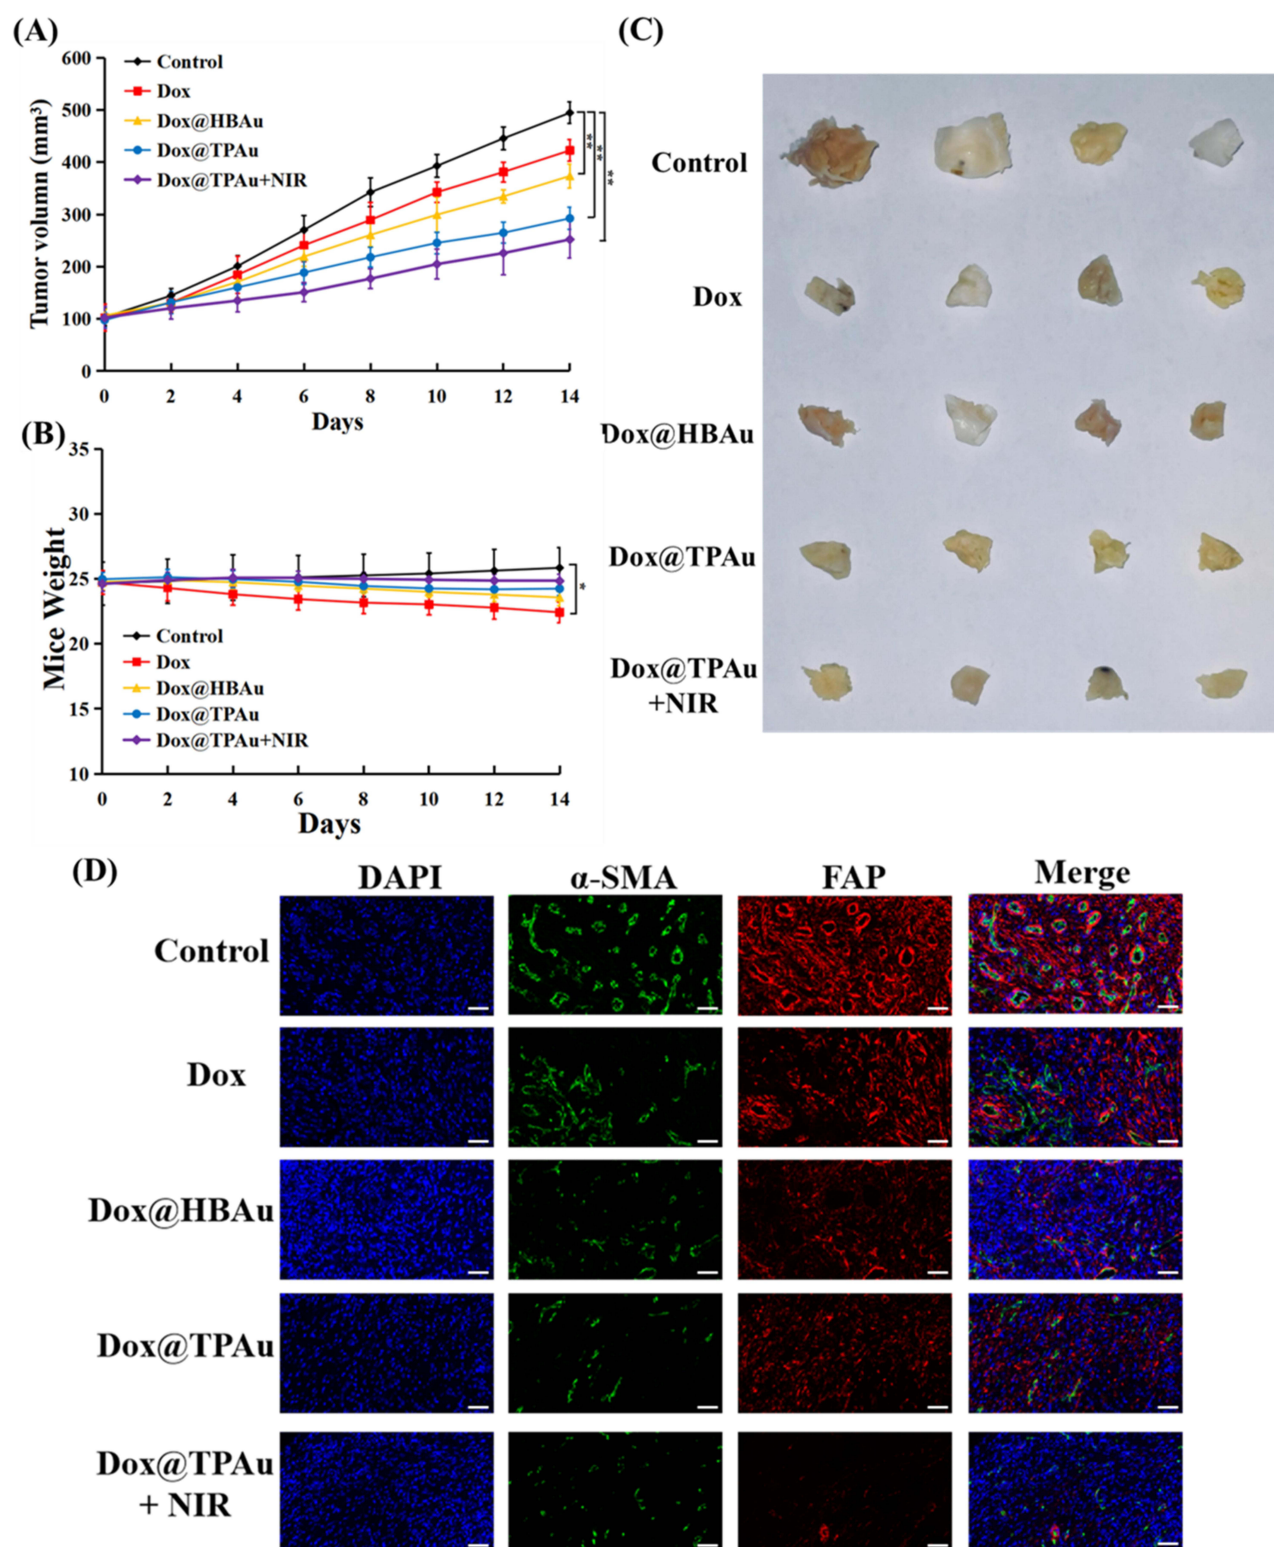 (A)
600
500
400
300
200
100
0
Tumor volumn (mm³)
Control
Dox
Dox@HBAu
Dox@TPAu
Dox@TPAu+NIR
**
**
**
0 2 4 6 8 10 12 14
Days
(B)
35
30
25
20
15
10
Mice Weight
*
Control
Dox
Dox@HBAu
Dox@TPAu
Dox@TPAu+NIR
0 2 4 6 8 10 12 14
Days
(C)
Control
Dox
Dox@HBAu
Dox@TPAu
Dox@TPAu
+NIR
(D)
DAPI α-SMA FAP Merge
Control
Dox
Dox@HBAu
Dox@TPAu
Dox@TPAu
+ NIR